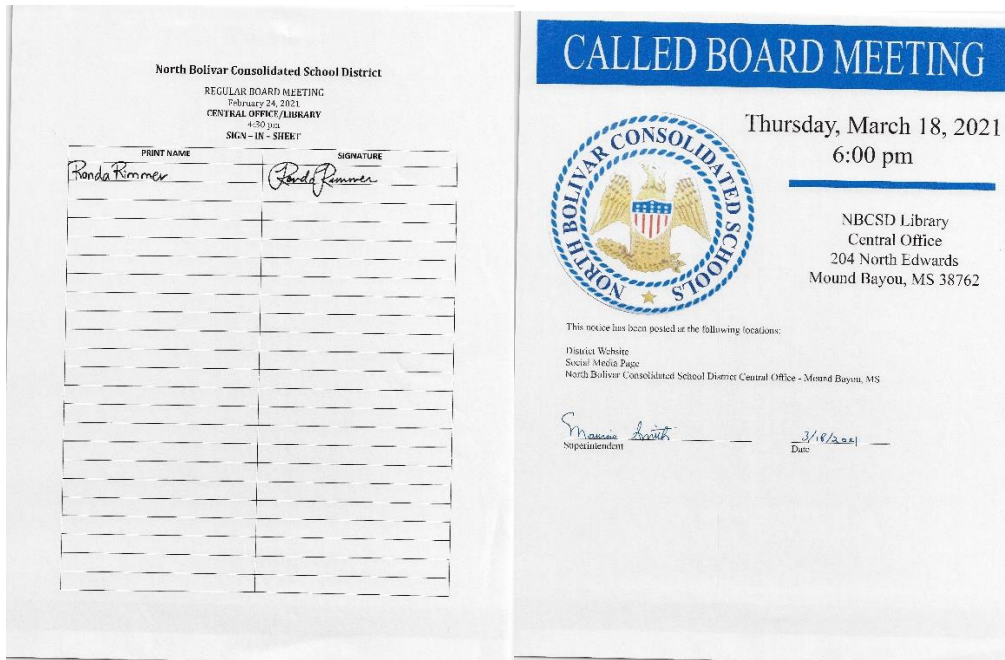 North Bolivar Consolidated School District
REGULAR BOARD MEETING
February 24, 2021
CENTRAL OFFICE/LIBRARY
4:30 pm
SIGN – IN – SHEET
PRINT NAME SIGNATURE
Ronda Rimmer Ronda Rimmer
CALLED BOARD MEETING
Thursday, March 18, 2021
6:00 pm
NORTH BOLIVAR CONSOLIDATED SCHOOLS
NBCSD Library
Central Office
204 North Edwards
Mound Bayou, MS 38762
This notice has been posted at the following locations:
District Website
Social Media Page
North Bolivar Consolidated School District Central Office - Mound Bayou, MS
Maurice Smith 3/18/2021
Superintendent Date